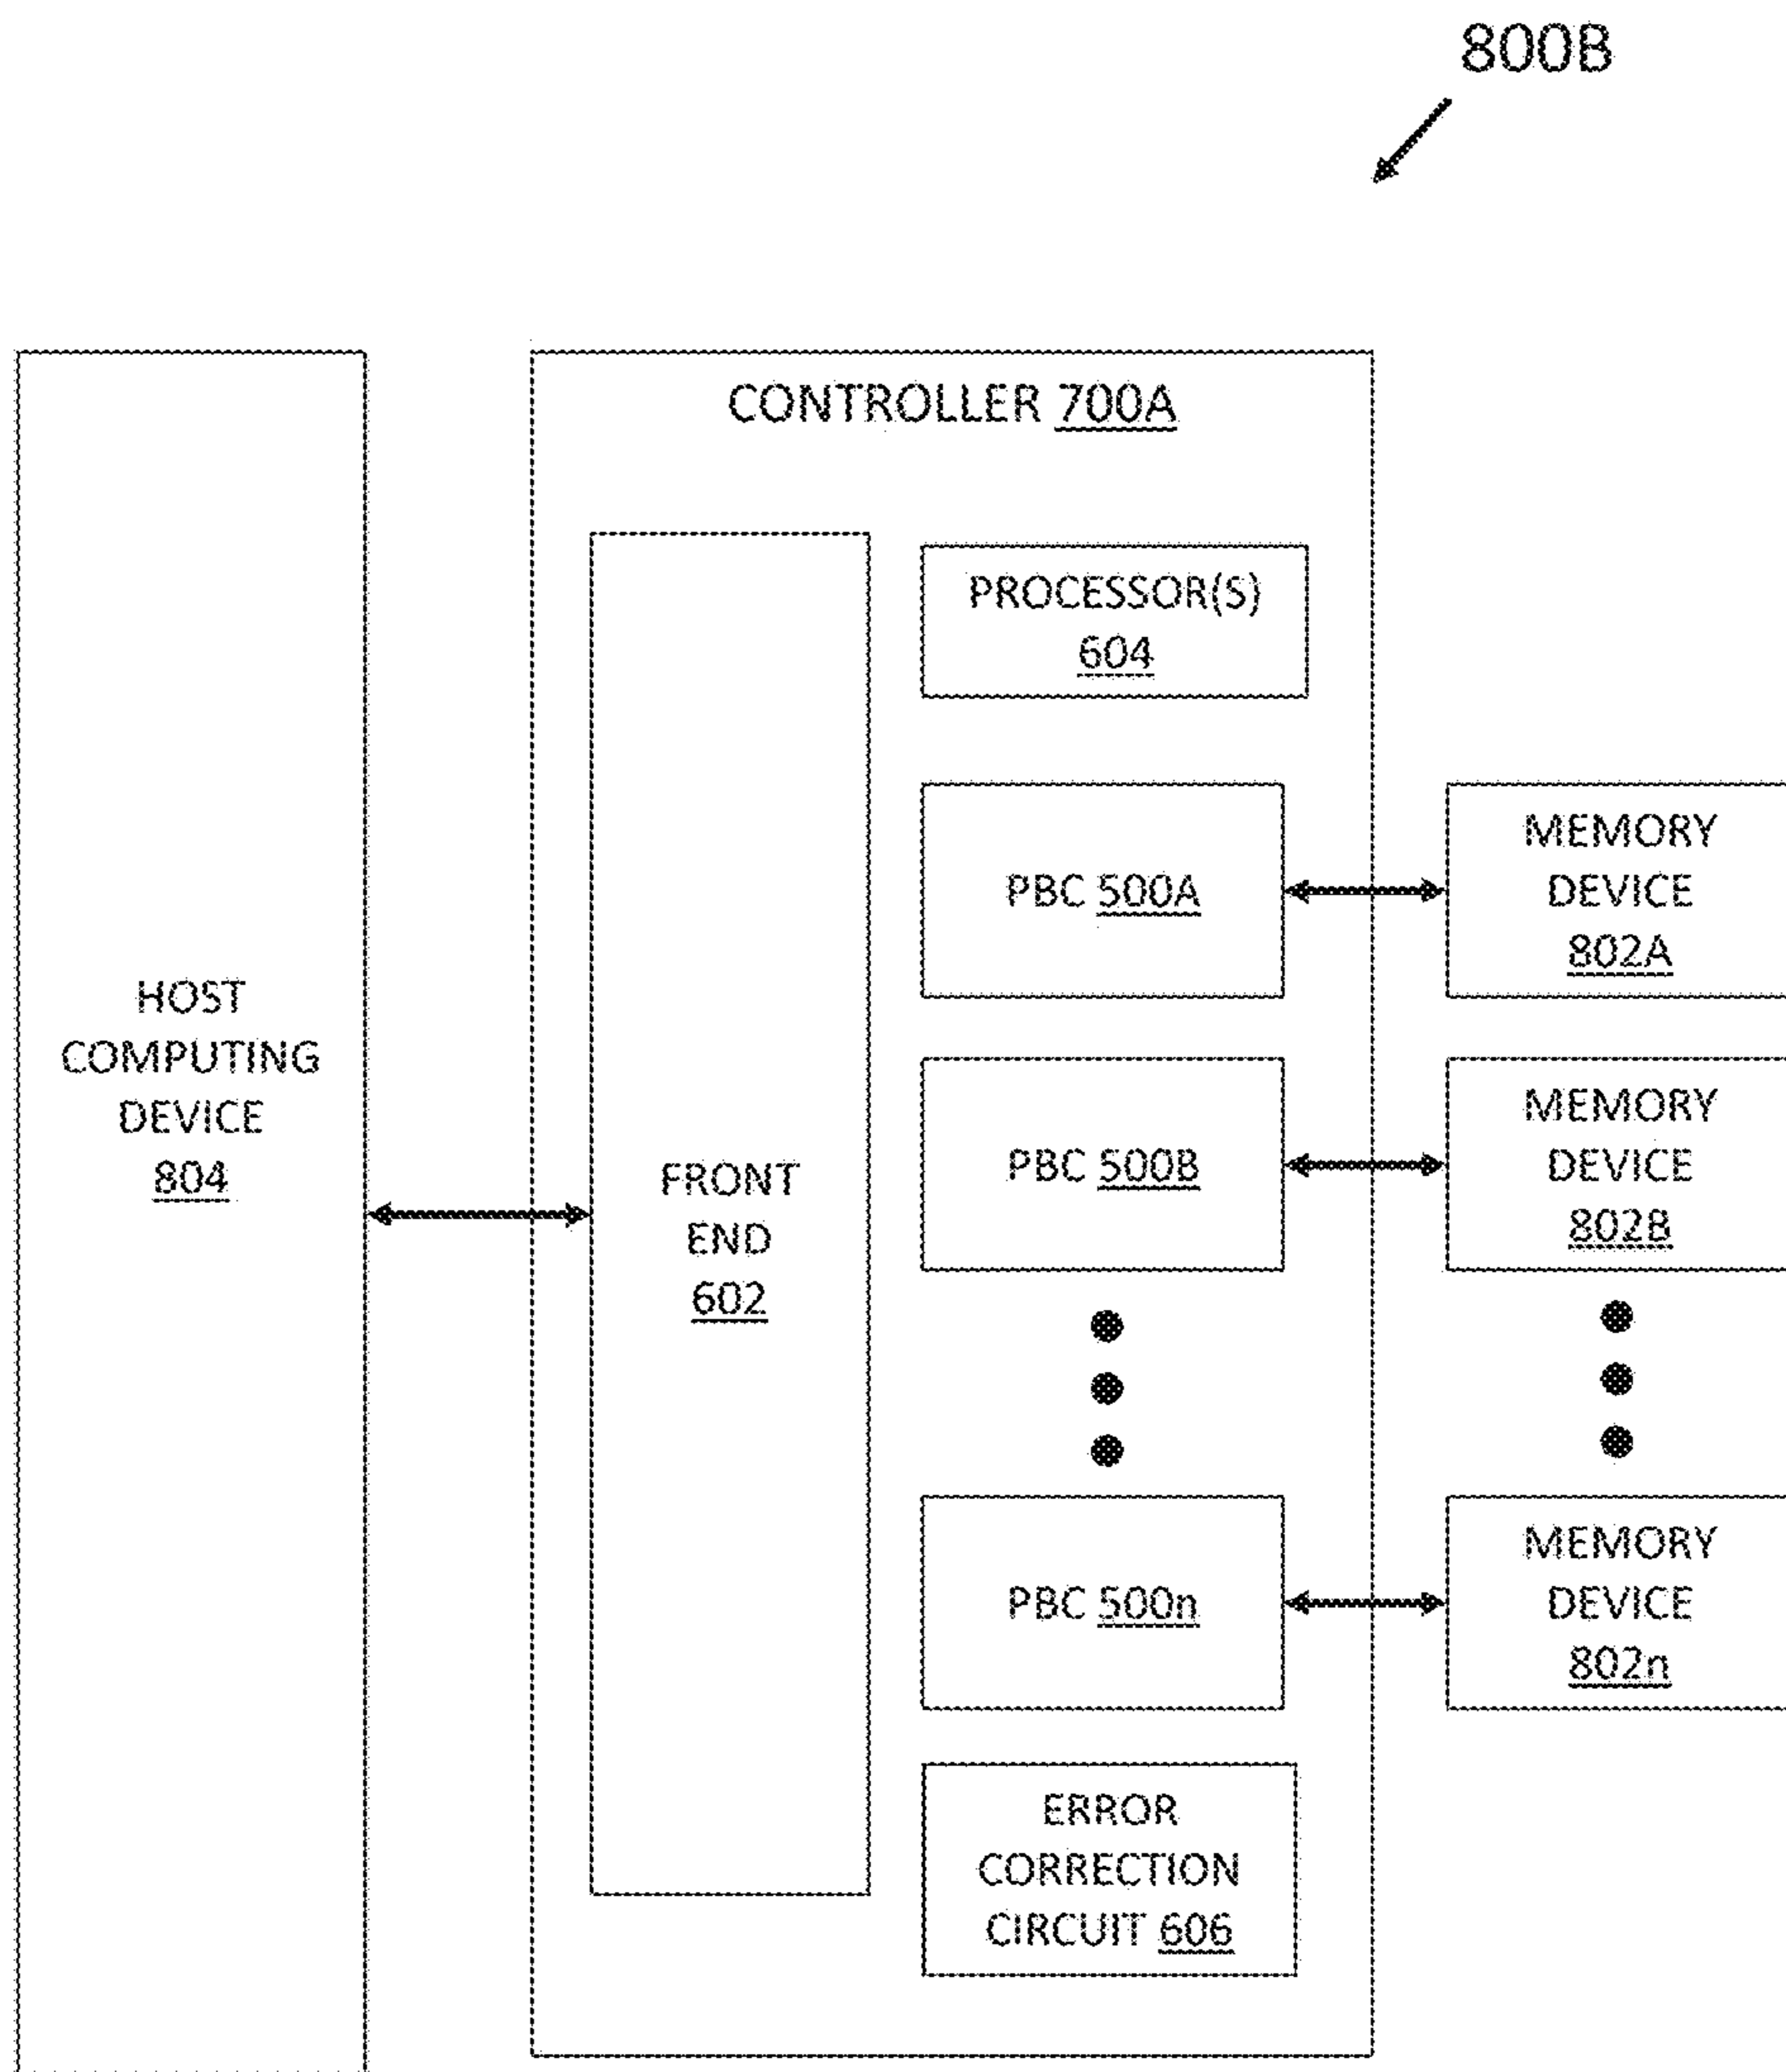 800B
CONTROLLER 700A
PROCESSOR(S)
604
HOST
COMPUTING
DEVICE
804
FRONT
END
602
PBC 500A
MEMORY
DEVICE
802A
PBC 500B
MEMORY
DEVICE
802B
PBC 500n
MEMORY
DEVICE
802n
ERROR
CORRECTION
CIRCUIT 606